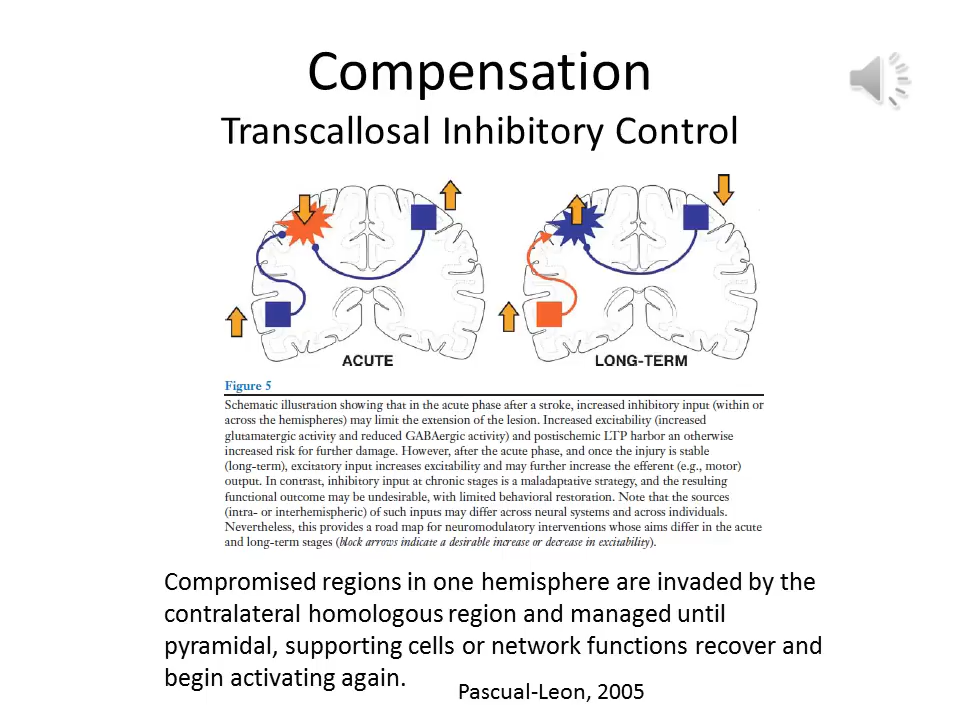 Compensation
Transcallosal Inhibitory Control
ACUTE
LONG-TERM
Figure 5
Schematic illustration showing that in the acute phase after a stroke, increased inhibitory input (within or
across the hemispheres) may limit the extension of the lesion. Increased excitability (increased
glutamatergic activity and reduced GABAergic activity) and postischemic LTP harbor an otherwise
increased risk for further damage. However, after the acute phase, and once the injury is stable
(long-term), excitatory input increases excitability and may further increase the efferent (e.g., motor)
output. In contrast, inhibitory input at chronic stages is a maladaptative strategy, and the resulting
functional outcome may be undesirable, with limited behavioral restoration. Note that the sources
(intra- or interhemispheric) of such inputs may differ across neural systems and across individuals.
Nevertheless, this provides a road map for neuromodulatory interventions whose aims differ in the acute
and long-term stages (block arrows indicate a desirable increase or decrease in excitability).
Compromised regions in one hemisphere are invaded by the
contralateral homologous region and managed until
pyramidal, supporting cells or network functions recover and
begin activating again.
Pascual-Leon, 2005